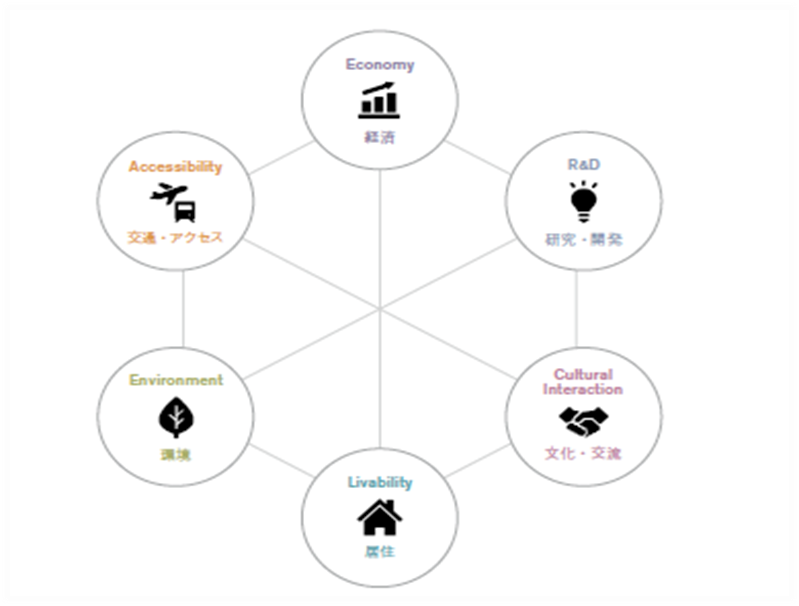 Economy
経済
Accessibility
交通・アクセス
R&D
研究・開発
Environment
環境
Cultural
Interaction
文化・交流
Livability
居住